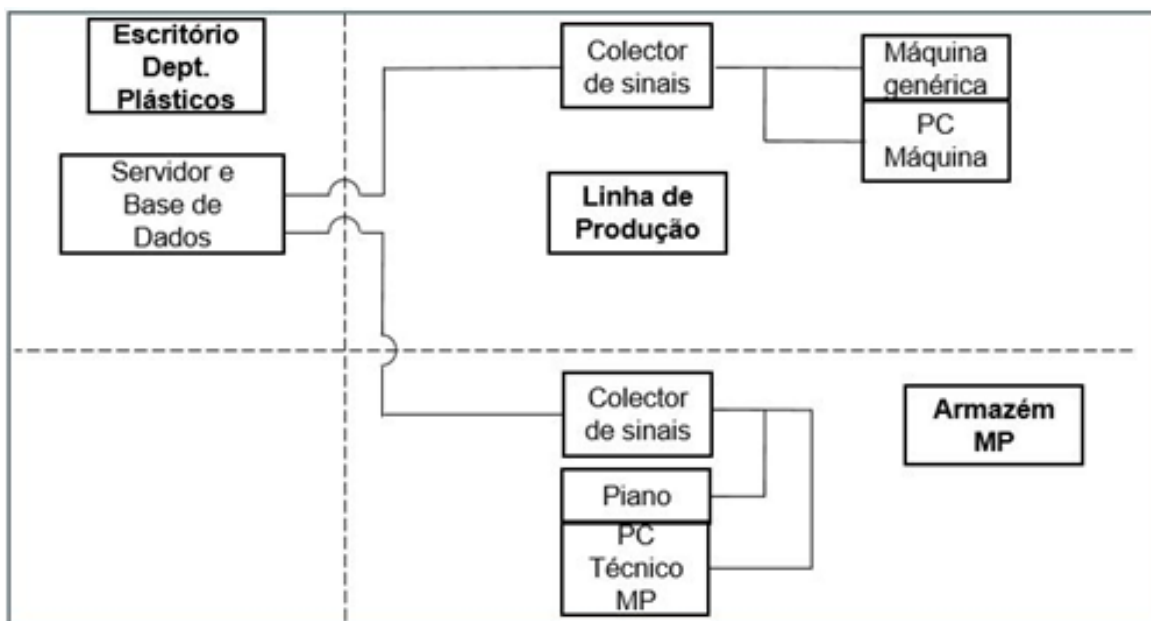 Escritório
Dept.
Plásticos
Servidor e
Base de
Dados
Colector
de sinais
Máquina
genérica
PC
Máquina
Linha de
Produção
Colector
de sinais
Piano
PC
Técnico
MP
Armazém
MP